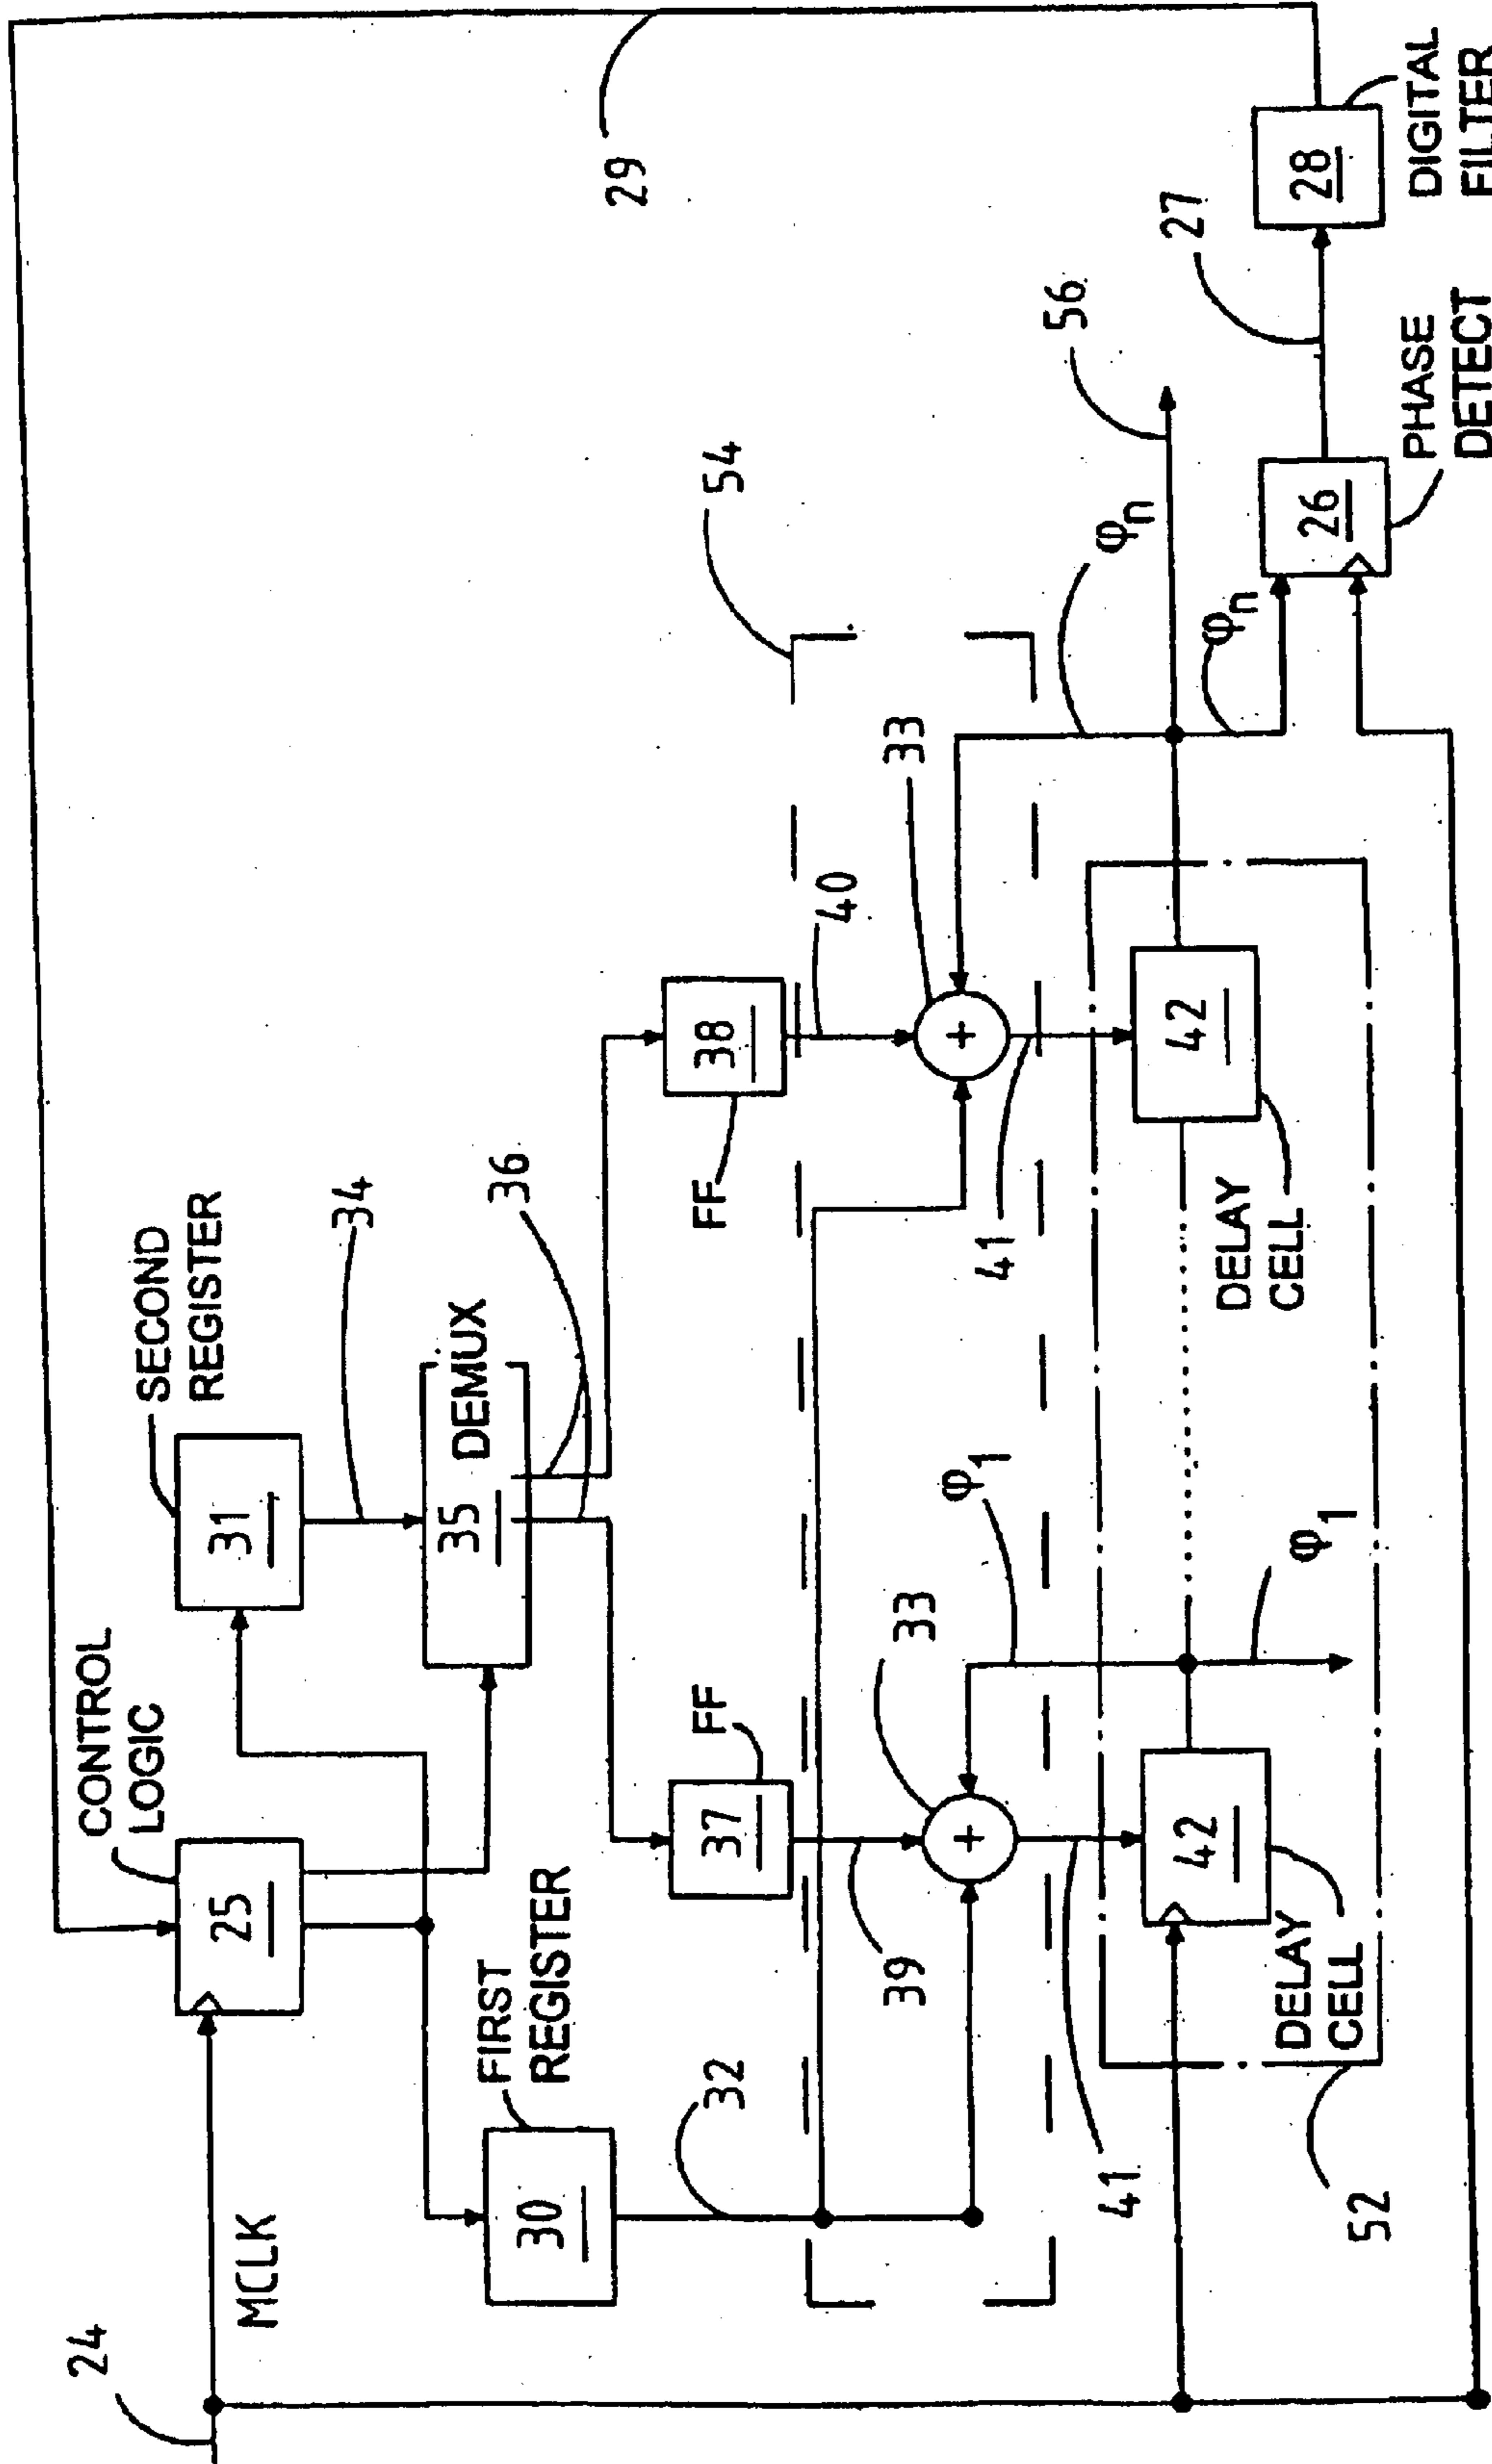 24
MCLK
CONTROL
LOGIC
25
SECOND
REGISTER
31
34
29
FIRST
REGISTER
30
35
DEMUX
36
32
37
FF
38
FF
54
39
33
φ1
40
33
φn
56
41
41
42
DELAY
CELL
φ1
42
DELAY
CELL
φn
27
52
26
PHASE
DETECT
28
DIGITAL
FILTER